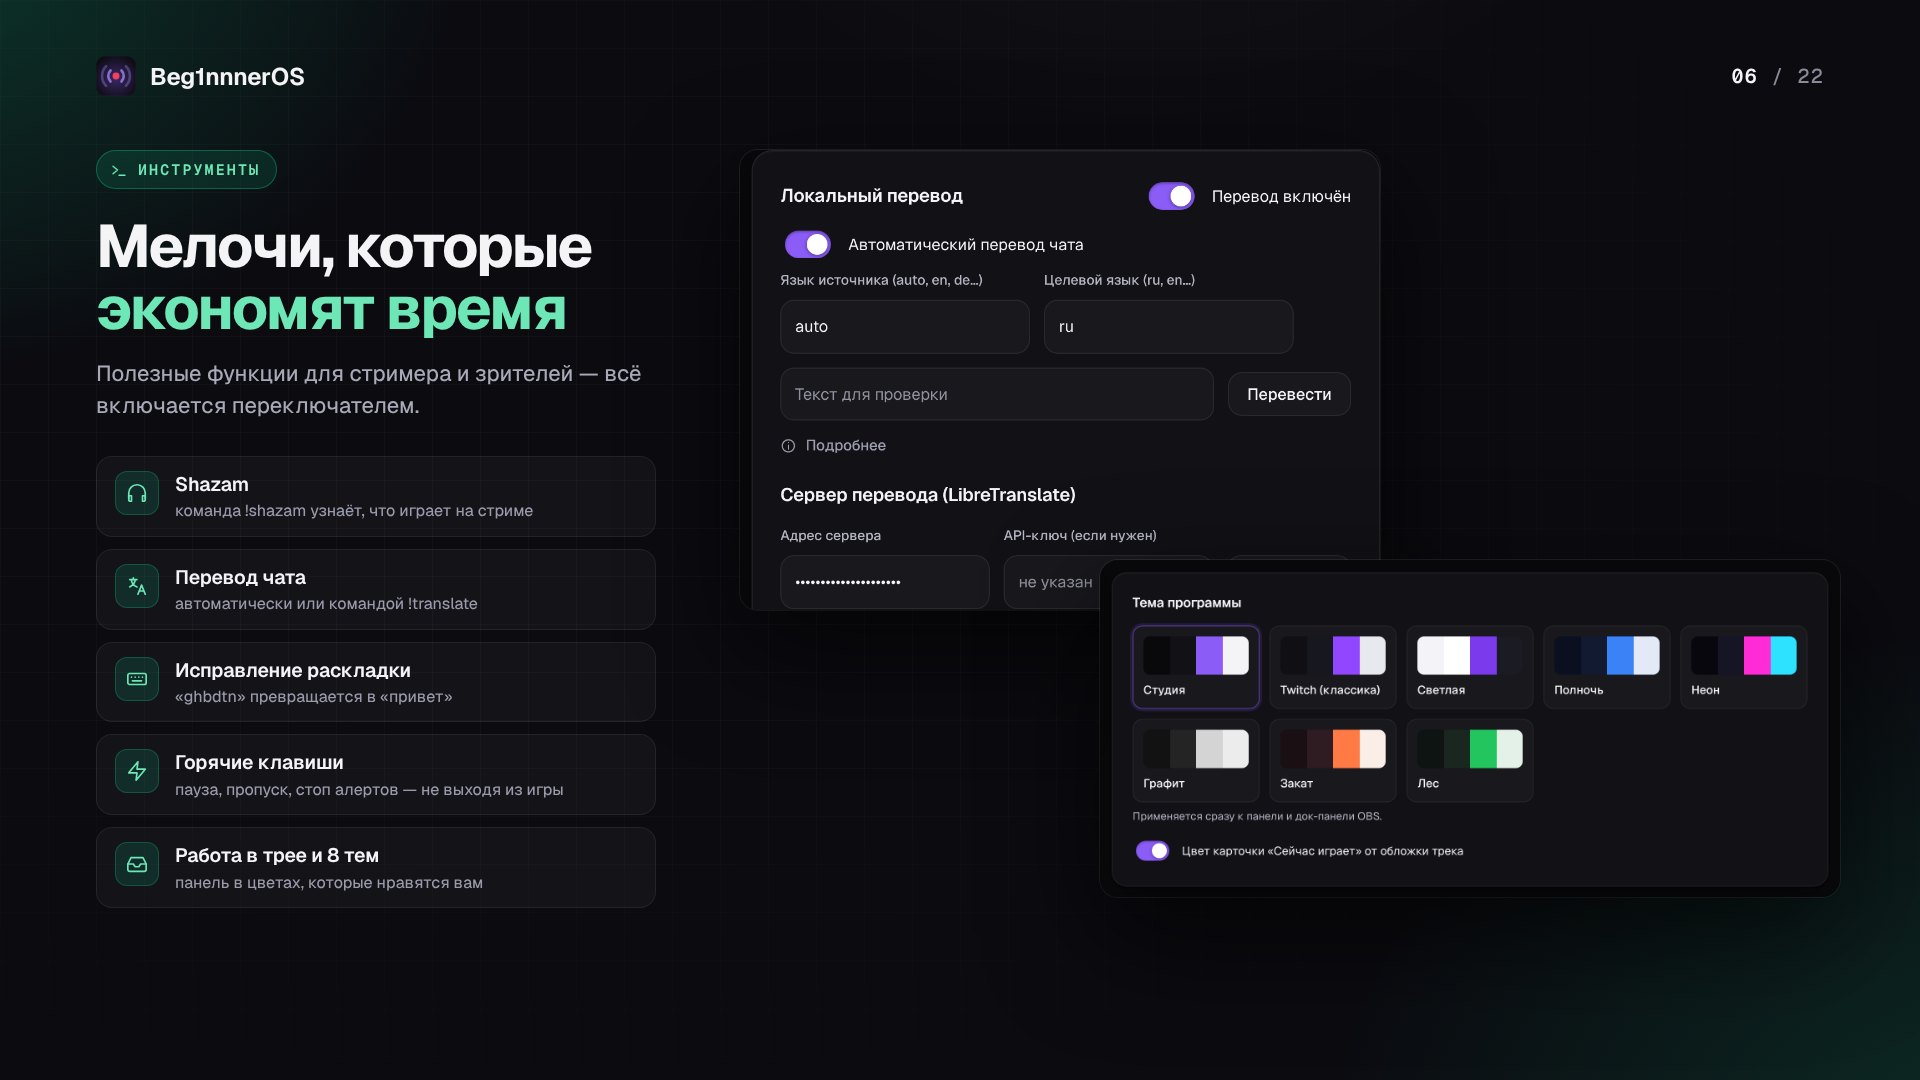 Beg1nnnerOS
06 / 22
>_ ИНСТРУМЕНТЫ
Мелочи, которые
экономят время
Полезные функции для стримера и зрителей — всё
включается переключателем.
Shazam
команда !shazam узнаёт, что играет на стриме
Перевод чата
автоматически или командой !translate
Исправление раскладки
«ghbdtn» превращается в «привет»
Горячие клавиши
пауза, пропуск, стоп алертов — не выходя из игры
Работа в трее и 8 тем
панель в цветах, которые нравятся вам
Локальный перевод
Перевод включён
Автоматический перевод чата
Язык источника (auto, en, de...)
Целевой язык (ru, en...)
auto
ru
Текст для проверки
Перевести
Подробнее
Сервер перевода (LibreTranslate)
Адрес сервера
API-ключ (если нужен)
•••••••••••••••••••••
не указан
Тема программы
Студия
Twitch (классика)
Светлая
Полночь
Неон
Графит
Закат
Лес
Применяется сразу к панели и док-панели OBS.
Цвет карточки «Сейчас играет» от обложки трека